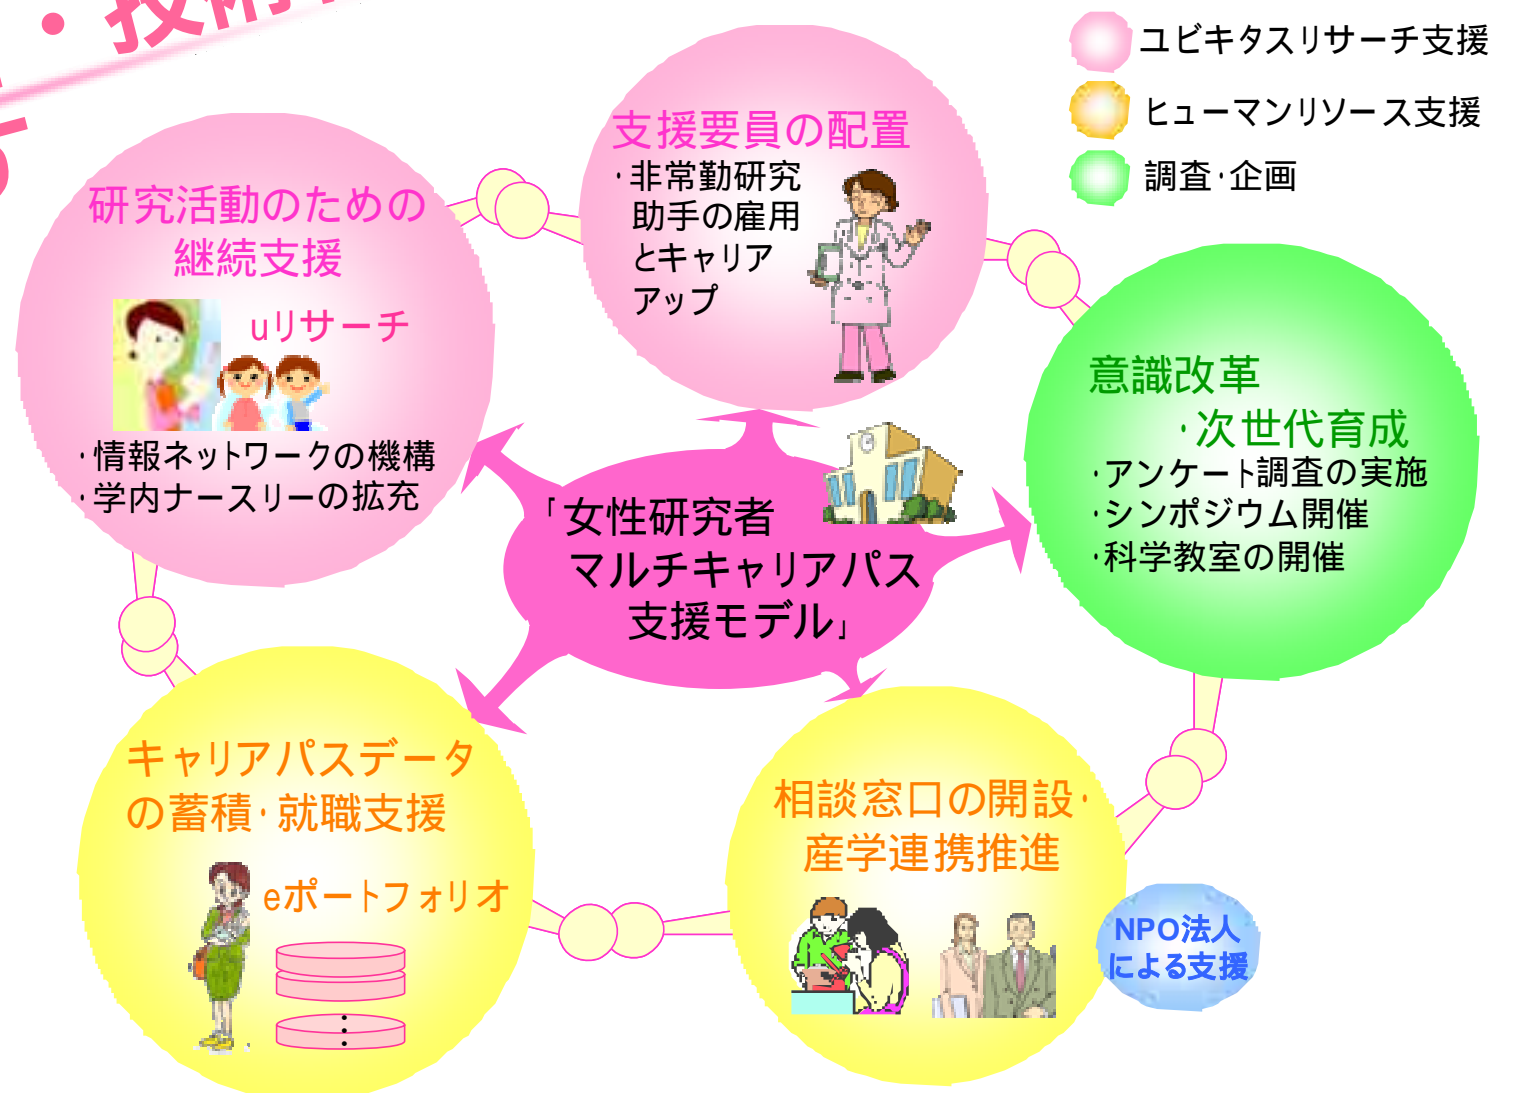 ・技術
ユビキタスリサーチ支援
ヒューマンリソース支援
調査・企画
支援要員の配置
・非常勤研究
助手の雇用
とキャリア
アップ
研究活動のための
継続支援
uリサーチ
・情報ネットワークの機構
・学内ナースリーの拡充
意識改革
・次世代育成
・アンケート調査の実施
・シンポジウム開催
・科学教室の開催
「女性研究者
マルチキャリアパス
支援モデル」
キャリアパスデータ
の蓄積・就職支援
eポートフォリオ
相談窓口の開設・
産学連携推進
NPO法人
による支援